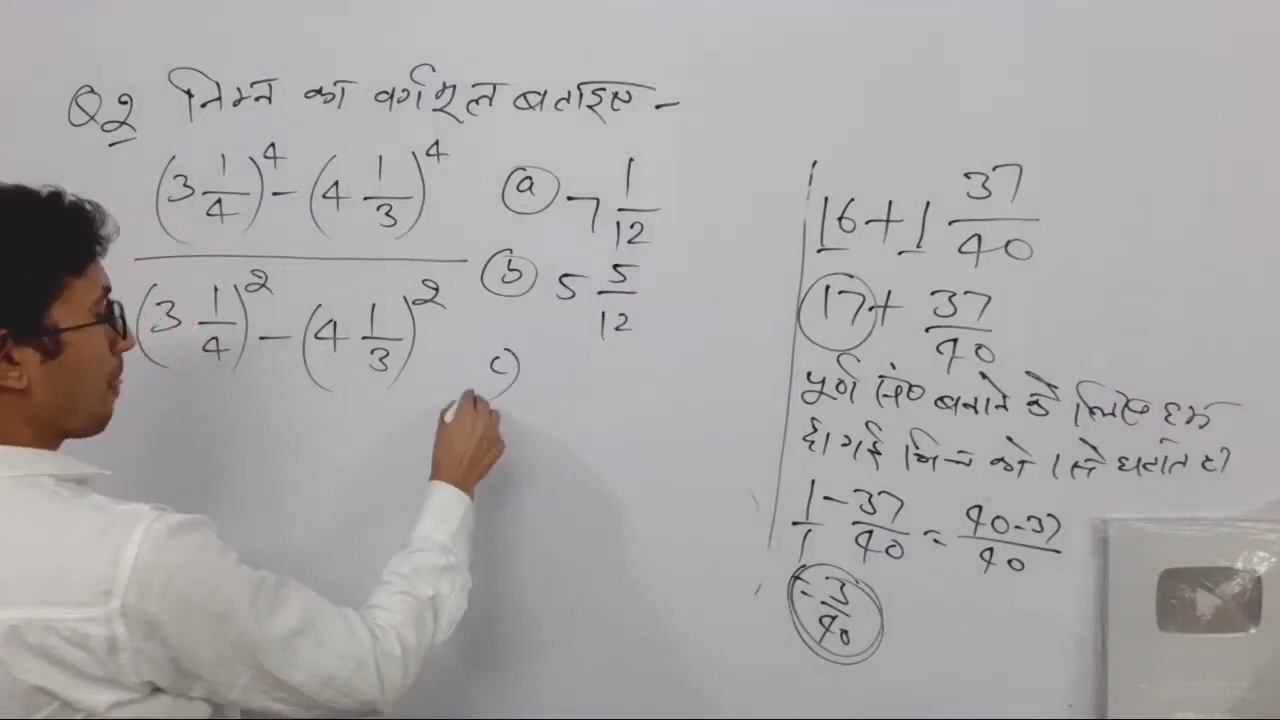 Q2 निम्न का वर्गमूल बताइए -
(3 1/4)^4 - (4 1/3)^4
(3 1/4)^2 - (4 1/3)^2
(a) 7 1/12
(b) 5 5/12
c)
16 + 1 37/40
17 + 37/40
पूर्ण बनाने के लिए हम
गई भिन्न को 1 से घटाते है
1/1 - 37/40 = 40-37/40
= 3/40